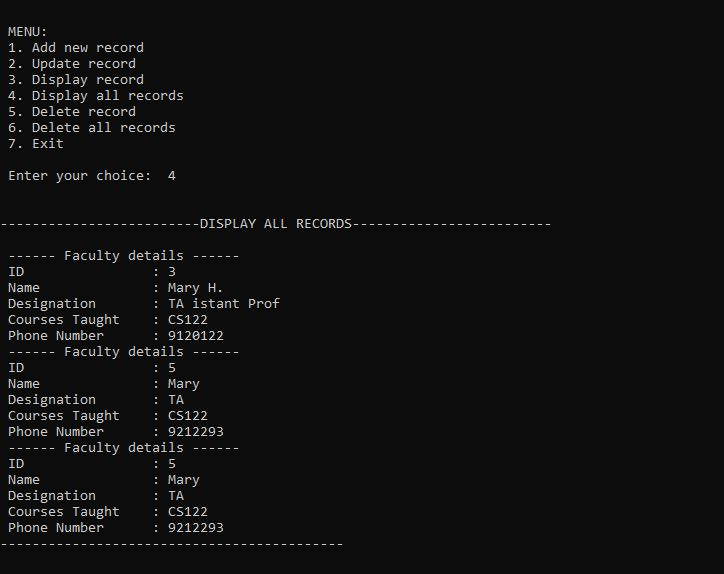 MENU:
1. Add new record
2. Update record
3. Display record
4. Display all records
5. Delete record
6. Delete all records
7. Exit
Enter your choice:  4
-------------------------DISPLAY ALL RECORDS-------------------------
------ Faculty details ------
ID                : 3
Name              : Mary H.
Designation       : TA istant Prof
Courses Taught    : CS122
Phone Number      : 9120122
------ Faculty details ------
ID                : 5
Name              : Mary
Designation       : TA
Courses Taught    : CS122
Phone Number      : 9212293
------ Faculty details ------
ID                : 5
Name              : Mary
Designation       : TA
Courses Taught    : CS122
Phone Number      : 9212293
-------------------------------------------